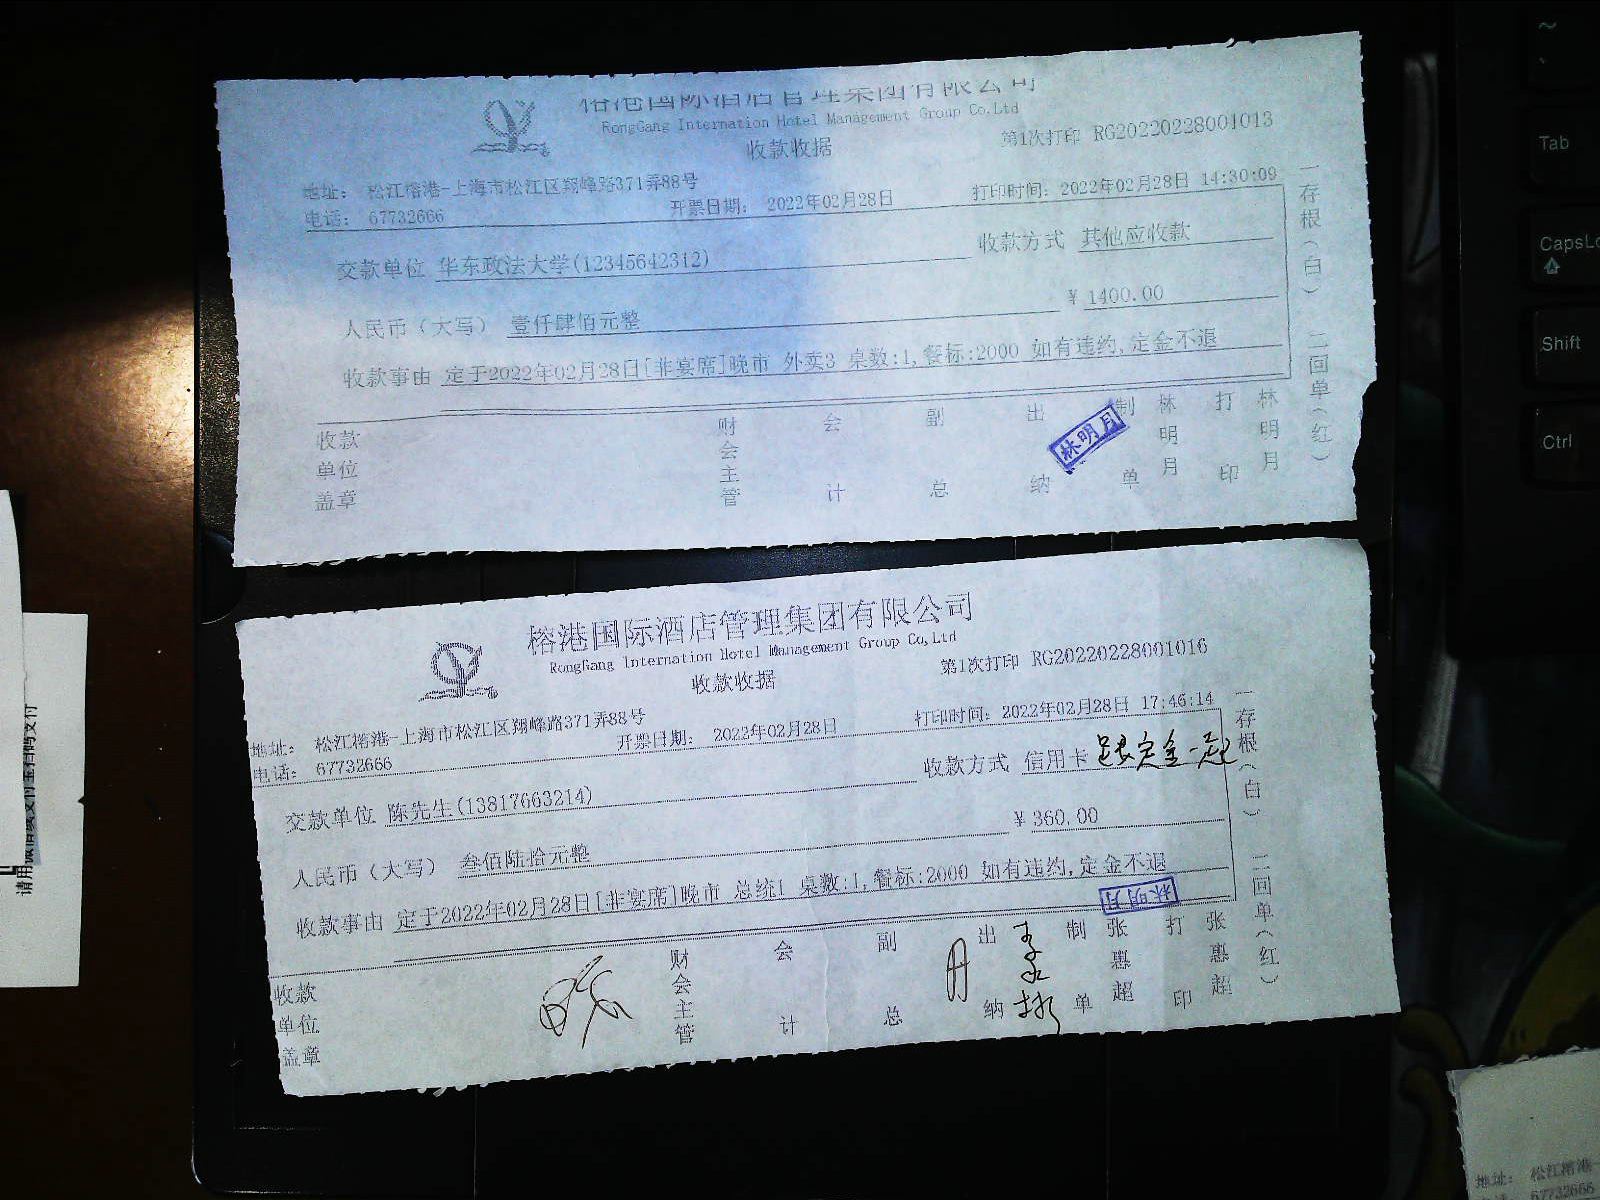 榕港国际酒店管理集团有限公司
RongGang Internation Hotel Management Group Co.Ltd
收款收据
第1次打印 RG20220228001013
地址: 松江榕港-上海市松江区翔峰路371弄88号
电话: 67732666
开票日期: 2022年02月28日
打印时间: 2022年02月28日 14:30:09
交款单位 华东政法大学(12345642312)
收款方式 其他应收款
人民币（大写） 壹仟肆佰元整
¥ 1400.00
收款事由 定于2022年02月28日[非宴席]晚市 外卖3 桌数:1,餐标:2000 如有违约,定金不退
收款单位盖章
财会主管
会计
副总
出纳
林明月
制单
林明月
打印
林明月
一存根(白) 二回单(红)
榕港国际酒店管理集团有限公司
RongGang Internation Hotel Management Group Co.Ltd
收款收据
第1次打印 RG20220228001016
地址: 松江榕港-上海市松江区翔峰路371弄88号
电话: 67732666
开票日期: 2022年02月28日
打印时间: 2022年02月28日 17:46:14
交款单位 陈先生(13817663214)
收款方式 信用卡 跟定金一起
人民币（大写） 叁佰陆拾元整
¥ 360.00
收款事由 定于2022年02月28日[非宴席]晚市 总统1 桌数:1,餐标:2000 如有违约,定金不退
林明月
收款单位盖章
财会主管
会计
副总
出纳
制单
张惠超
打印
张惠超
一存根(白) 二回单(红)
~
Tab
CapsLo
Shift
Ctrl
地址: 松江榕港-
67732666